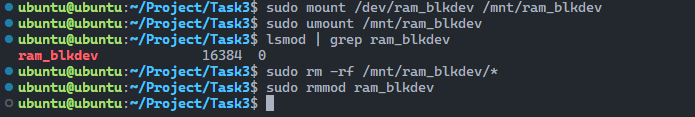 ubuntu@ubuntu:~/Project/Task3$ sudo mount /dev/ram_blkdev /mnt/ram_blkdev
ubuntu@ubuntu:~/Project/Task3$ sudo umount /mnt/ram_blkdev
ubuntu@ubuntu:~/Project/Task3$ lsmod | grep ram_blkdev
ram_blkdev             16384  0
ubuntu@ubuntu:~/Project/Task3$ sudo rm -rf /mnt/ram_blkdev/*
ubuntu@ubuntu:~/Project/Task3$ sudo rmmod ram_blkdev
ubuntu@ubuntu:~/Project/Task3$